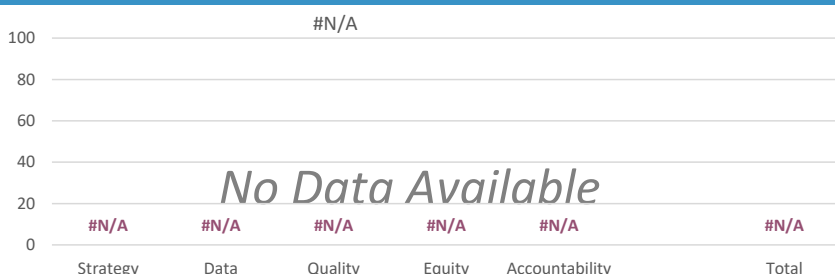 #N/A
100
80
60
40
No Data Available
20
#N/A #N/A #N/A #N/A #N/A #N/A
0
Strategy Data Quality Equity Accountability Total